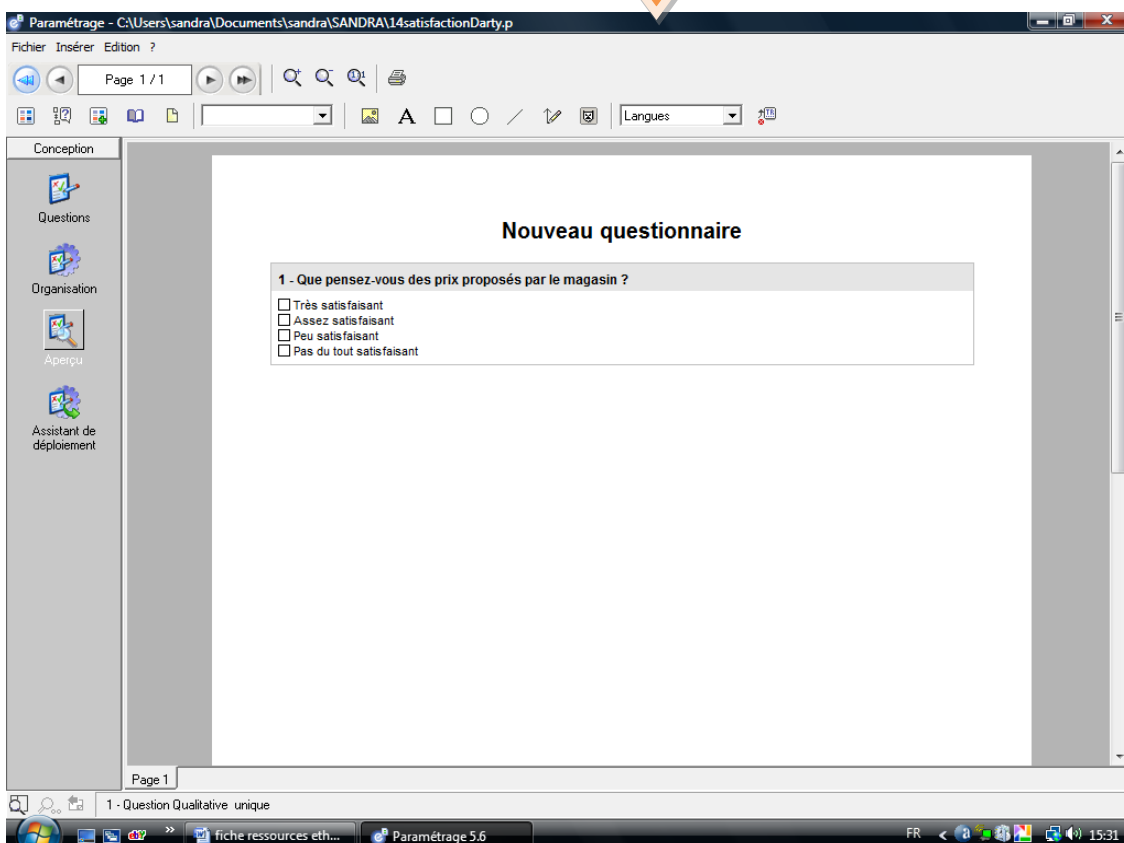 Paramétrage - C:\Users\sandra\Documents\sandra\SANDRA\14satisfactionDarty.p
Fichier Insérer Edition ?
Page 1 / 1
A Langues
Conception
Questions
Organisation
Aperçu
Assistant de
déploiement
Nouveau questionnaire
1 - Que pensez-vous des prix proposés par le magasin ?
Très satisfaisant
Assez satisfaisant
Peu satisfaisant
Pas du tout satisfaisant
Page 1
1 - Question Qualitative unique
fiche ressources eth... Paramétrage 5.6 FR 15:31